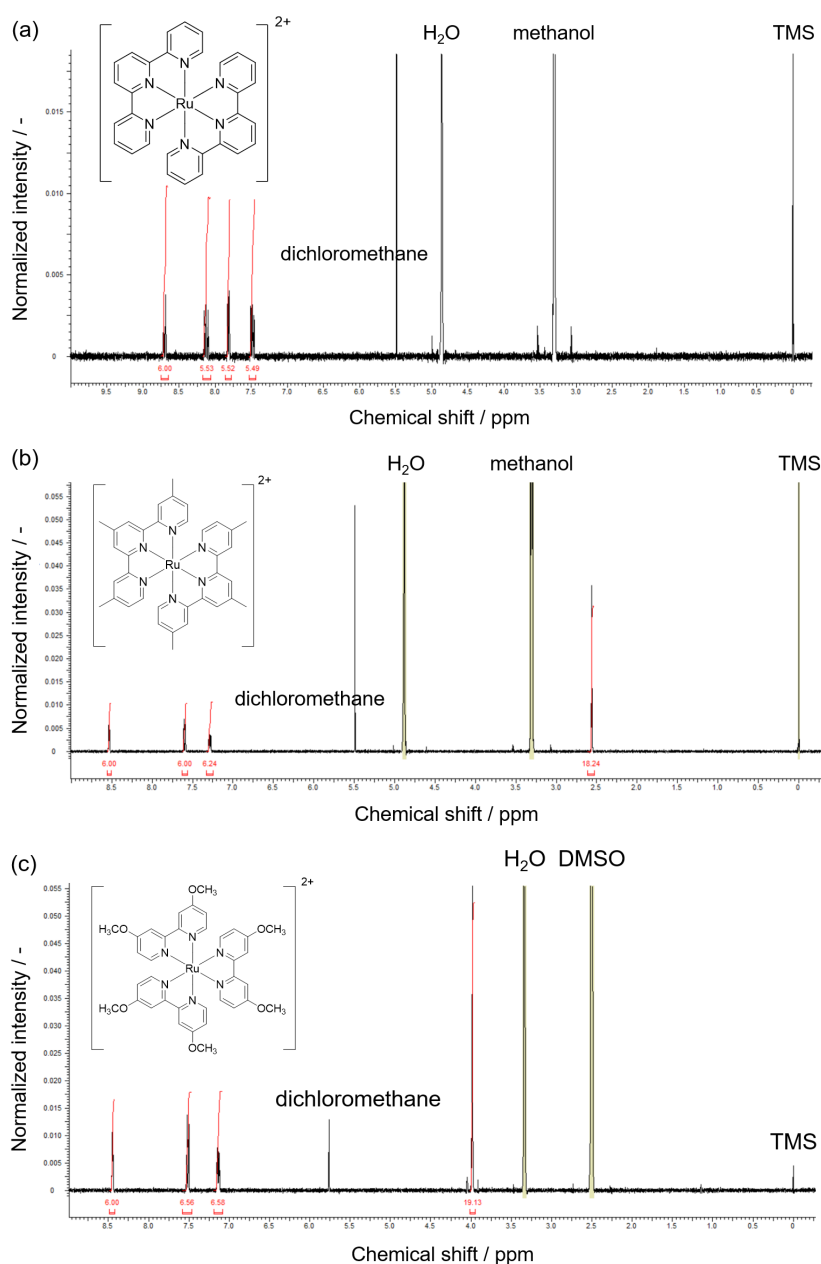 (a)
2+
H₂O
methanol
TMS
N
N
N
Ru
N
N
N
dichloromethane
Normalized intensity / -
0.015
0.010
0.005
0
6.00
5.53
5.52
5.49
9.5
9.0
8.5
8.0
7.5
7.0
6.5
6.0
5.5
5.0
4.5
4.0
3.5
3.0
2.5
2.0
1.5
1.0
0.5
0
Chemical shift / ppm
(b)
2+
H₂O
methanol
TMS
N
N
N
Ru
N
N
N
dichloromethane
Normalized intensity / -
0.055
0.050
0.045
0.040
0.035
0.030
0.025
0.020
0.015
0.010
0.005
0
6.00
6.00
6.24
18.24
8.5
8.0
7.5
7.0
6.5
6.0
5.5
5.0
4.5
4.0
3.5
3.0
2.5
2.0
1.5
1.0
0.5
0
Chemical shift / ppm
(c)
2+
H₂O
DMSO
OCH₃
H₃CO
OCH₃
N
N
N
Ru
N
N
N
H₃CO
OCH₃
OCH₃
dichloromethane
TMS
Normalized intensity / -
0.055
0.050
0.045
0.040
0.035
0.030
0.025
0.020
0.015
0.010
0.005
0
6.00
6.56
6.58
19.13
8.5
8.0
7.5
7.0
6.5
6.0
5.5
5.0
4.5
4.0
3.5
3.0
2.5
2.0
1.5
1.0
0.5
0
Chemical shift / ppm